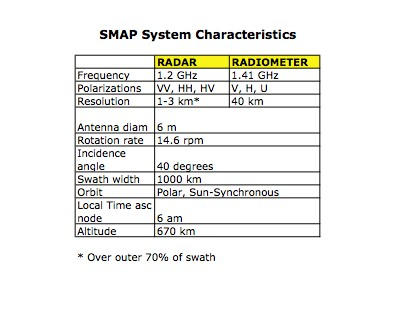 SMAP System Characteristics
RADAR RADIOMETER
Frequency 1.2 GHz 1.41 GHz
Polarizations VV, HH, HV V, H, U
Resolution 1-3 km* 40 km
Antenna diam 6 m
Rotation rate 14.6 rpm
Incidence
angle 40 degrees
Swath width 1000 km
Orbit Polar, Sun-Synchronous
Local Time asc
node 6 am
Altitude 670 km
* Over outer 70% of swath